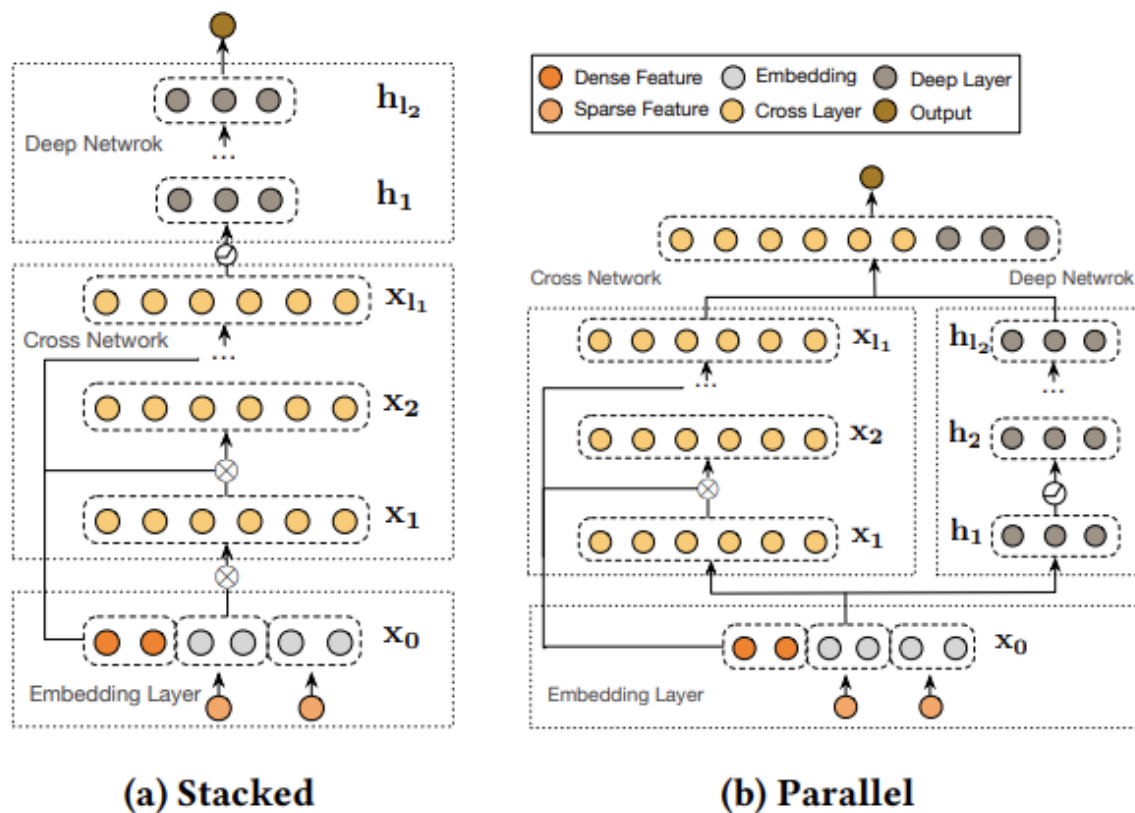 h_{l_2}
Deep Netwrok
...
h_1
x_{l_1}
Cross Network
...
x_2
x_1
x_0
Embedding Layer
(a) Stacked
Dense Feature Embedding Deep Layer
Sparse Feature Cross Layer Output
Cross Network Deep Netwrok
x_{l_1} h_{l_2}
... ...
x_2 h_2
x_1 h_1
x_0
Embedding Layer
(b) Parallel